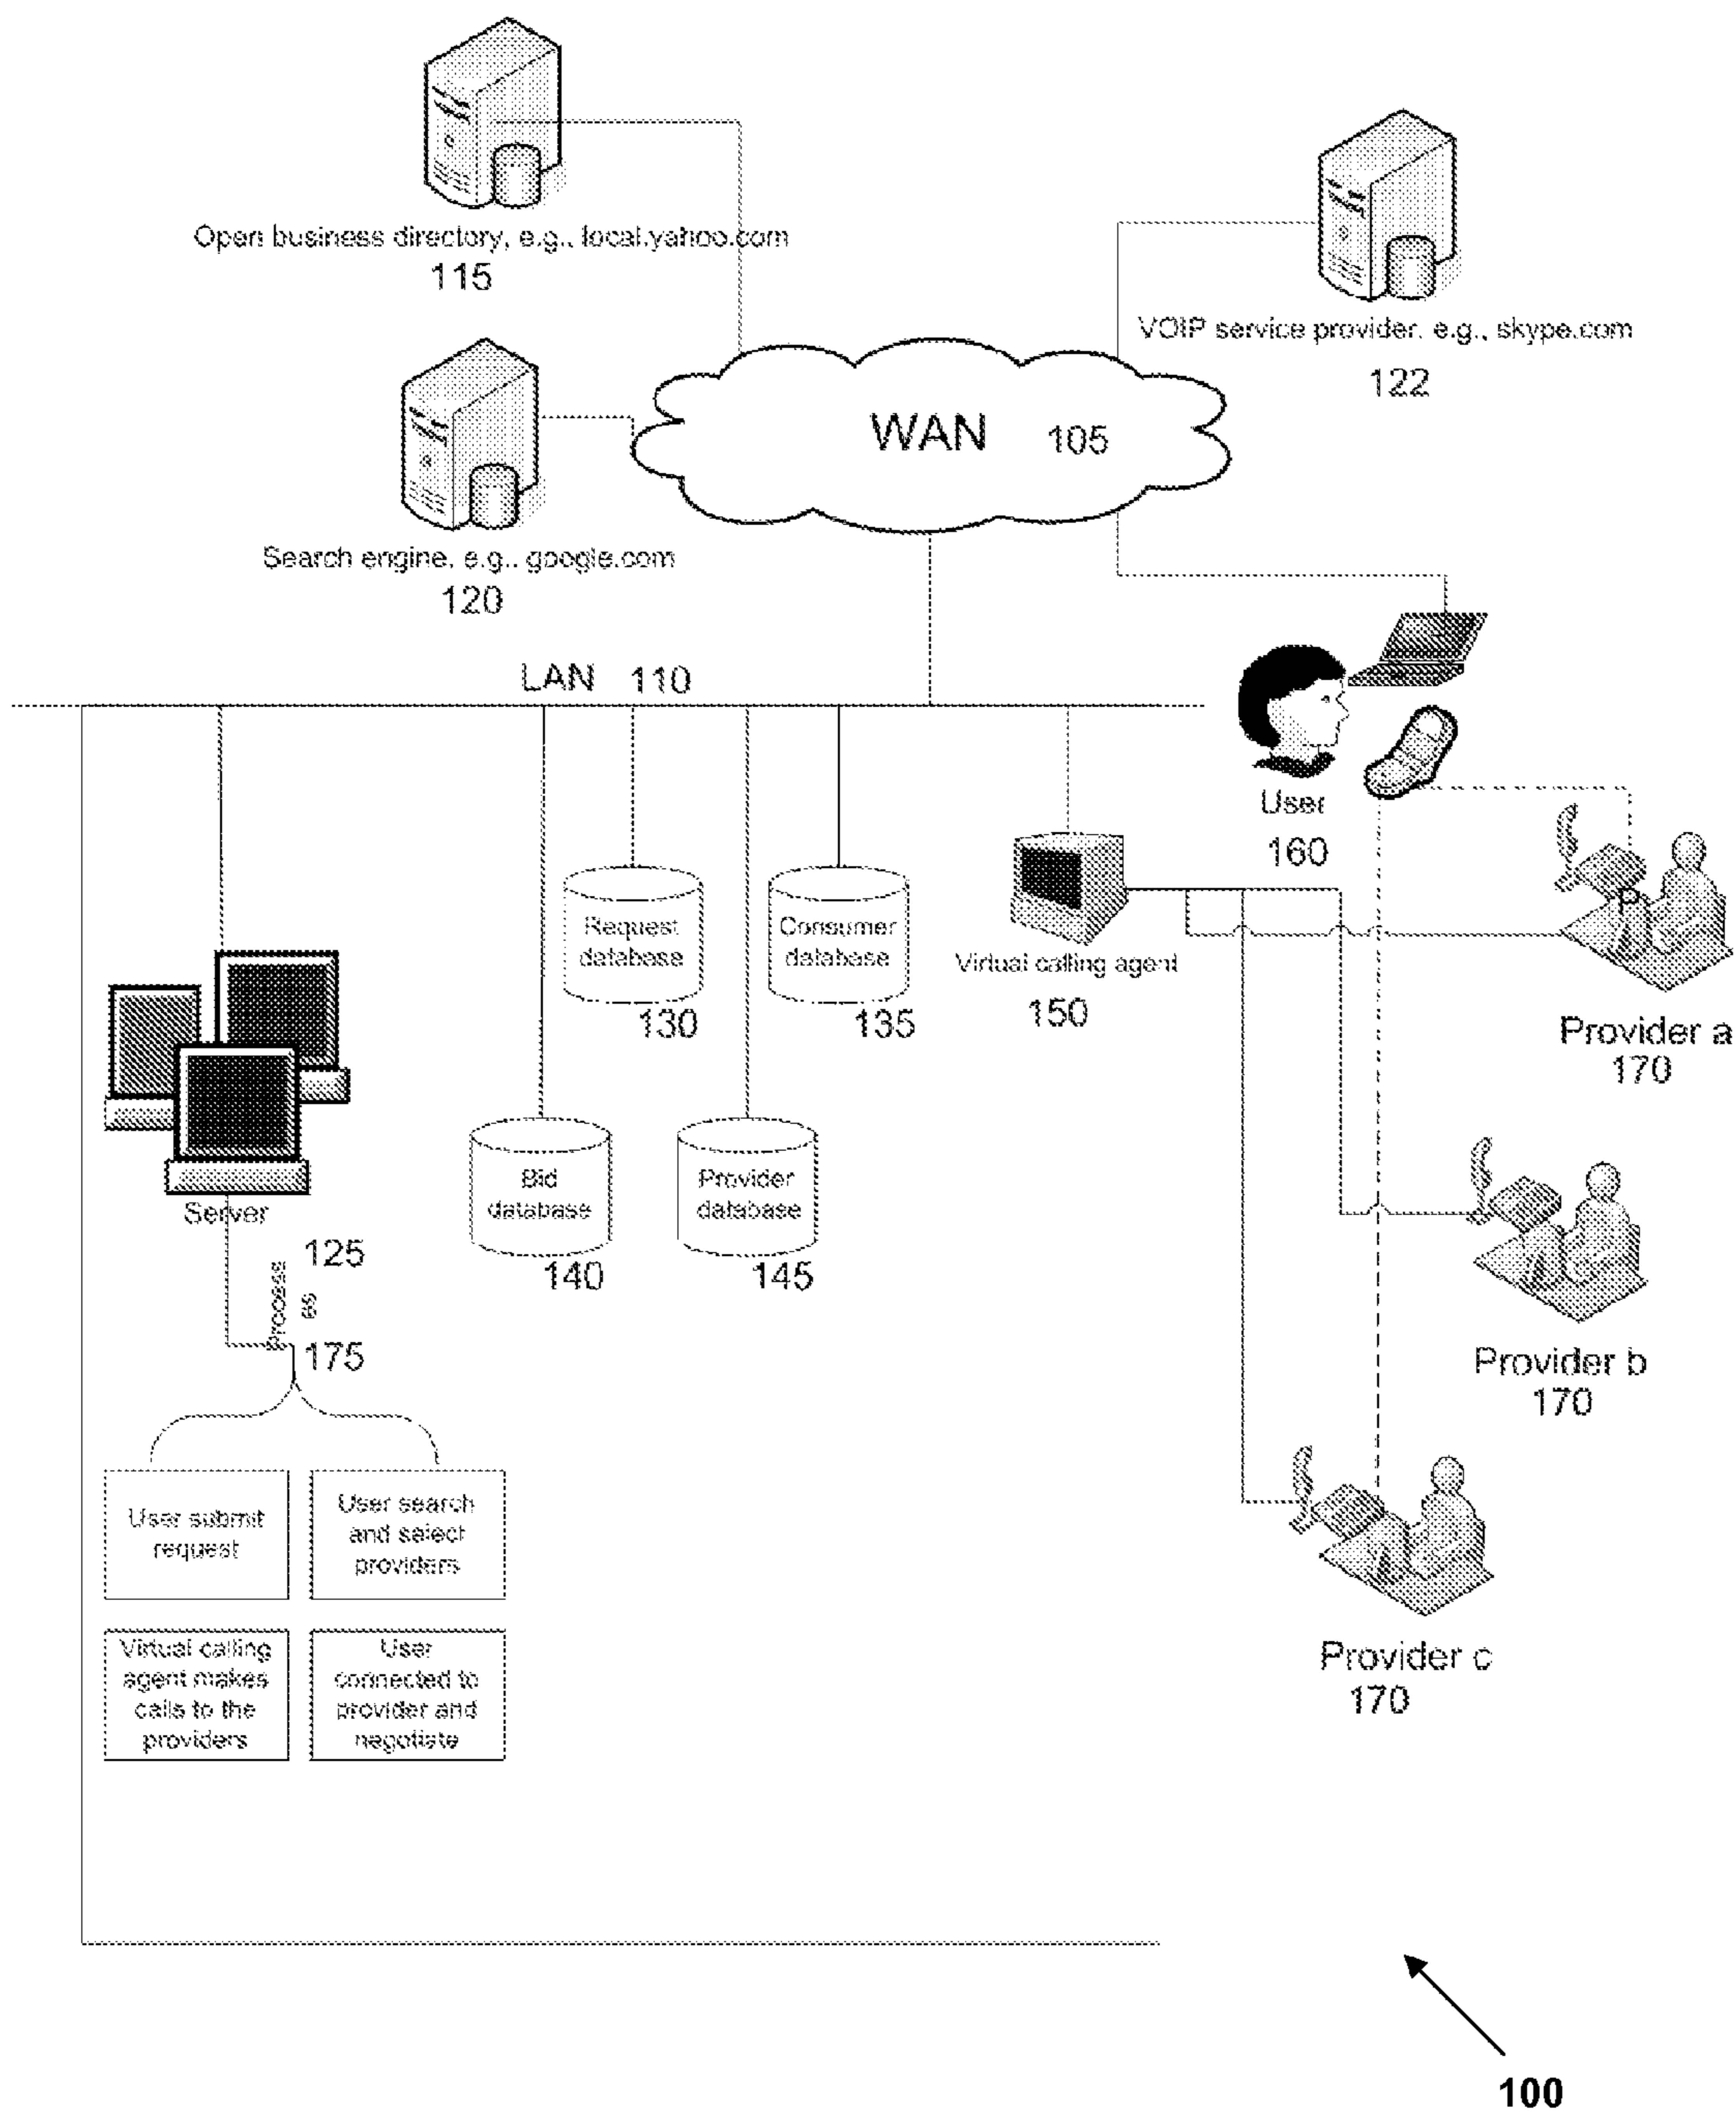 Open business directory, e.g., local.yahoo.com
115
VOIP service provider, e.g., skype.com
122
WAN 105
Search engine, e.g., google.com
120
LAN 110
User
160
Request
database
130
Consumer
database
135
Virtual calling agent
150
P
Provider a
170
Server
125
Process
es
175
Bid
database
140
Provider
database
145
Provider b
170
User submit
request
User search
and select
providers
Virtual calling
agent makes
calls to the
providers
User
connected to
provider and
negotiate
Provider c
170
100